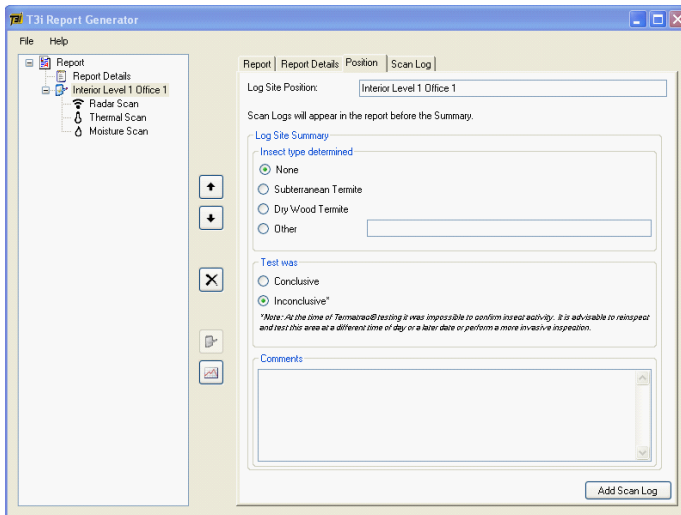 T3i T3i Report Generator
File Help
Report
Report Details
Interior Level 1 Office 1
Radar Scan
Thermal Scan
Moisture Scan
Report Report Details Position Scan Log
Log Site Position: Interior Level 1 Office 1
Scan Logs will appear in the report before the Summary.
Log Site Summary
Insect type determined
None
Subterranean Termite
Dry Wood Termite
Other
Test was
Conclusive
Inconclusive*
*Note: At the time of Termatrac® testing it was impossible to confirm insect activity. It is advisable to reinspect
and test this area at a different time of day or a later date or perform a more invasive inspection.
Comments
Add Scan Log